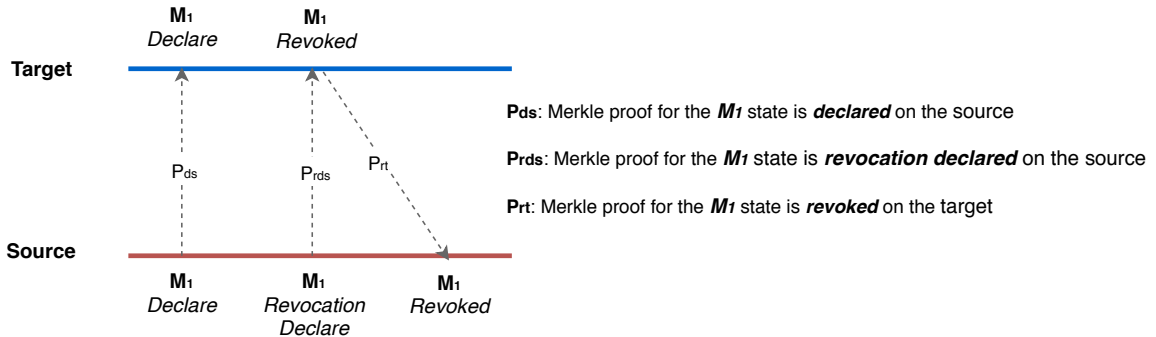 M1 M1
Declare Revoked
Target
Pds: Merkle proof for the M1 state is declared on the source
Prds: Merkle proof for the M1 state is revocation declared on the source
Pds Prds Prt
Prt: Merkle proof for the M1 state is revoked on the target
Source
M1 M1 M1
Declare Revocation Revoked
Declare